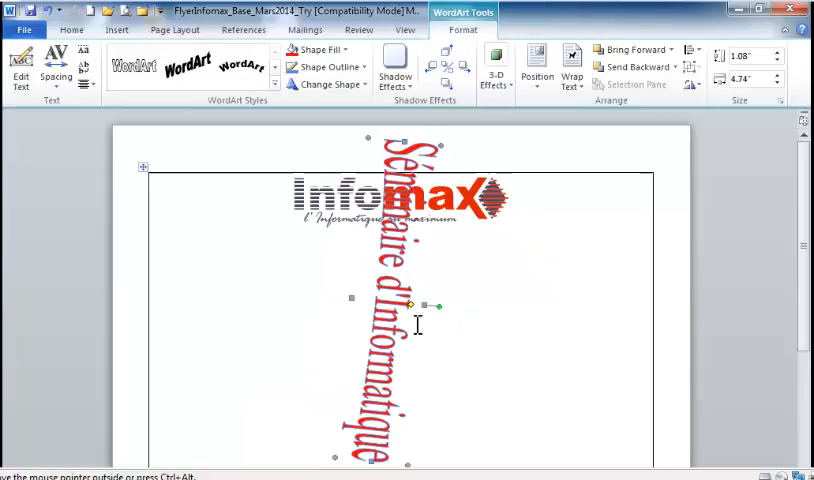 FlyerInfomax_Base_Mars2014_Try [Compatibility Mode] M...
WordArt Tools
File Home Insert Page Layout References Mailings Review View Format
Edit Text
Spacing
Aä
WordArt WordArt WordArt
Shape Fill
Shape Outline
Change Shape
Shadow Effects
3-D Effects
Position
Wrap Text
Bring Forward
Send Backward
Selection Pane
1.08"
4.74"
Text WordArt Styles Shadow Effects Arrange Size
Infomax
l'Informatique au maximum
Séminaire d'Informatique
ve the mouse pointer outside or press Ctrl+Alt.